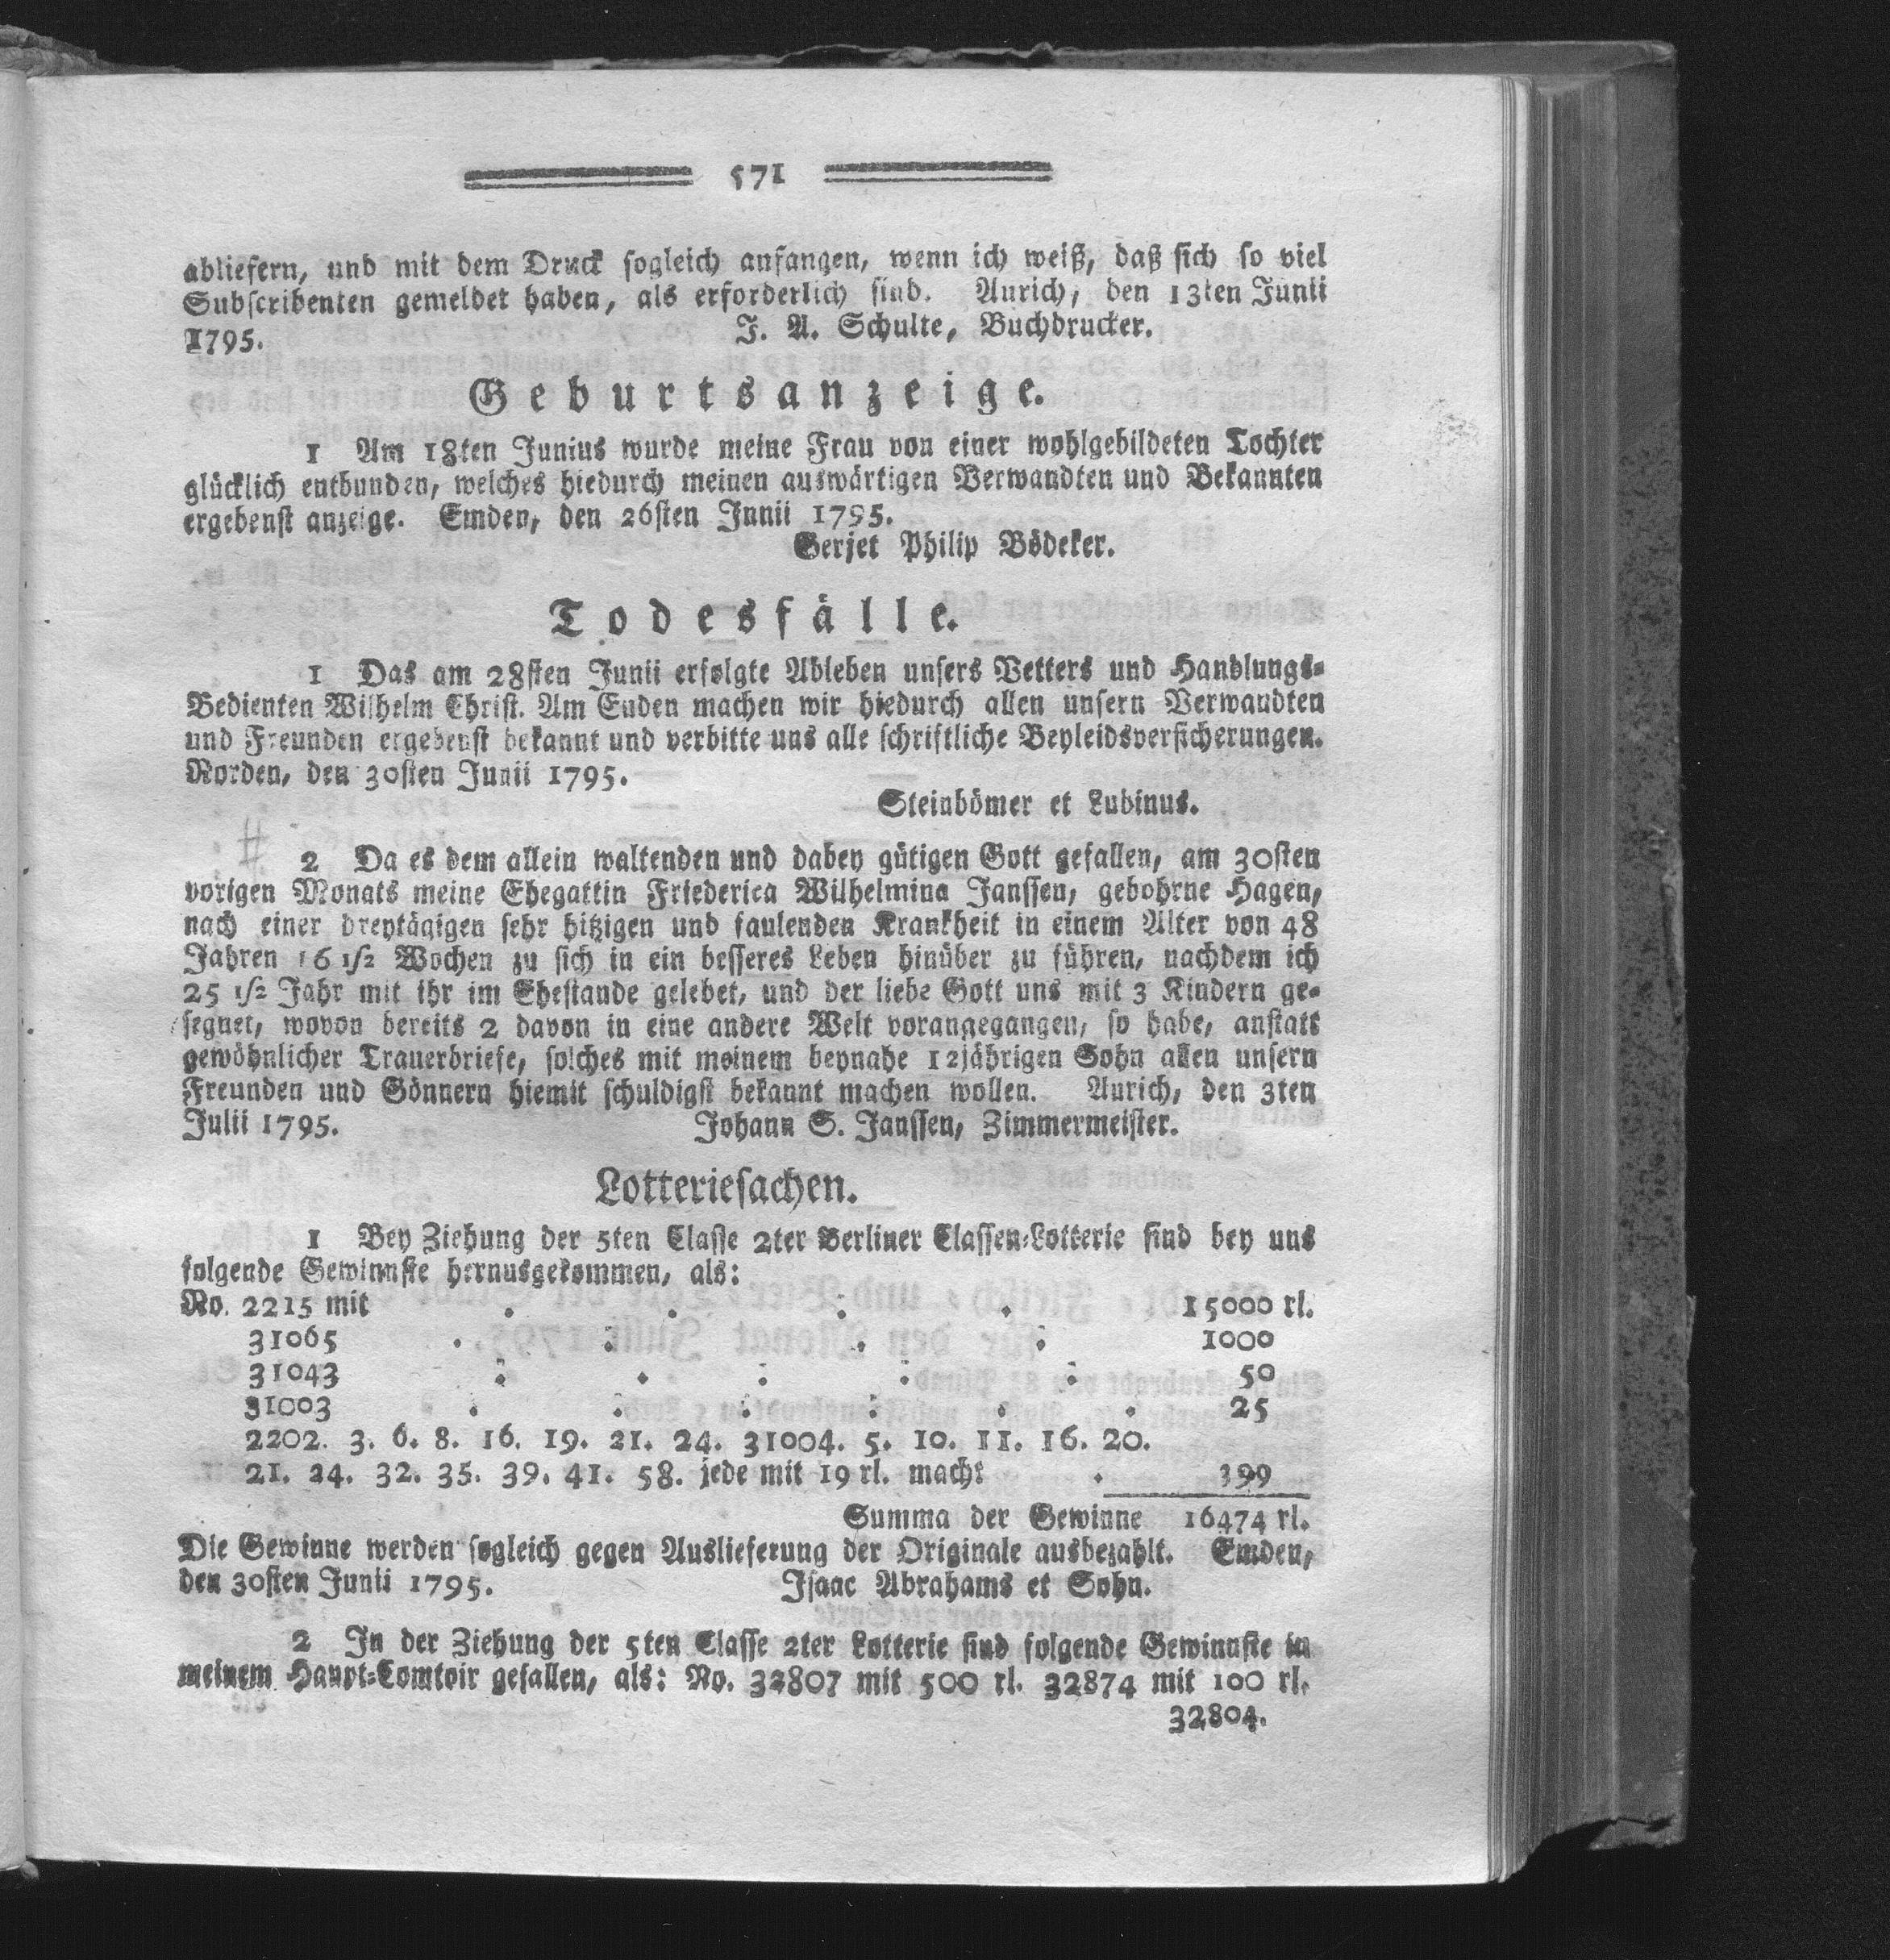 571
abliefern, und mit dem Druck sogleich anfangen, wenn ich weiß, daß sich so viel
Subscribenten gemeldet haben, als erforderlich sind. Aurich, den 13ten Junii
1795. J. A. Schulte, Buchdrucker.
Geburtsanzeige.
1 Am 18ten Junius wurde meine Frau von einer wohlgebildeten Tochter
glücklich entbunden, welches hiedurch meinen auswärtigen Verwandten und Bekannten
ergebenst anzeige. Emden, den 26sten Junii 1795.
Gerjet Philip Bödeker.
Todesfälle.
1 Das am 28sten Junii erfolgte Ableben unsers Vetters und Handlungs-
Bedienten Wilhelm Christ. Am Enden machen wir hiedurch allen unsern Verwandten
und Freunden ergebenst bekannt und verbitte uns alle schriftliche Beyleidsversicherungen.
Norden, den 30sten Junii 1795.
Steinbömer et Lubinus.
2 Da es dem allein waltenden und dabey gütigen Gott gefallen, am 30sten
vorigen Monats meine Ehegattin Friederica Wilhelmina Janssen, gebohrne Hagen,
nach einer dreytägigen sehr hitzigen und faulenden Krankheit in einem Alter von 48
Jahren 16 1/2 Wochen zu sich in ein besseres Leben hinüber zu führen, nachdem ich
25 1/2 Jahr mit ihr im Ehestande gelebet, und der liebe Gott uns mit 3 Kindern ge-
segnet, wovon bereits 2 davon in eine andere Welt vorangegangen, so habe, anstatt
gewöhnlicher Trauerbriefe, solches mit meinem beynahe 12jährigen Sohn allen unsern
Freunden und Gönnern hiemit schuldigst bekannt machen wollen. Aurich, den 3ten
Julii 1795. Johann S. Janssen, Zimmermeister.
Lotteriesachen.
1 Bey Ziehung der 5ten Classe 2ter Berliner Classen-Lotterie sind bey uns
folgende Gewinnste herausgekommen, als:
No. 2215 mit . . . . 15000 rl.
31065 . : . : 1000
31043 : . : : : 50
31003 . : : : . . 25
2202. 3. 6. 8. 16. 19. 21. 24. 31004. 5. 10. 11. 16. 20.
21. 24. 32. 35. 39. 41. 58. jede mit 19 rl. macht . 399
Summa der Gewinne 16474 rl.
Die Gewinne werden sogleich gegen Auslieferung der Originale ausbezahlt. Emden,
den 30sten Junii 1795. Isaac Abrahams et Sohn.
2 In der Ziehung der 5ten Classe 2ter Lotterie sind folgende Gewinnste in
meinem Haupt-Comtoir gefallen, als: No. 32807 mit 500 rl. 32874 mit 100 rl.
32804.